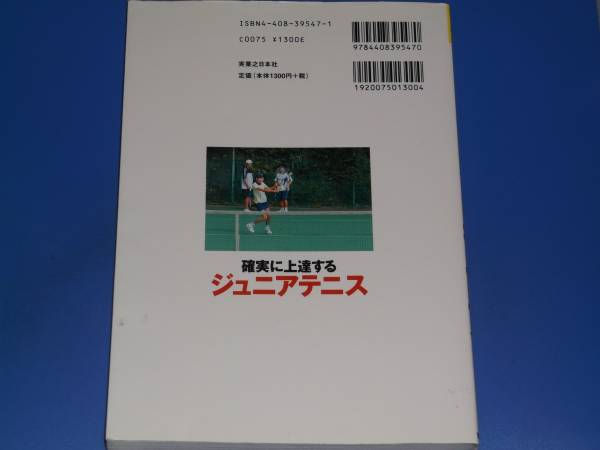 ISBN4-408-39547-1
C0075 ¥1300E
実業之日本社
定価(本体1300円+税)
9784408395470
1920075013004
確実に上達する
ジュニアテニス